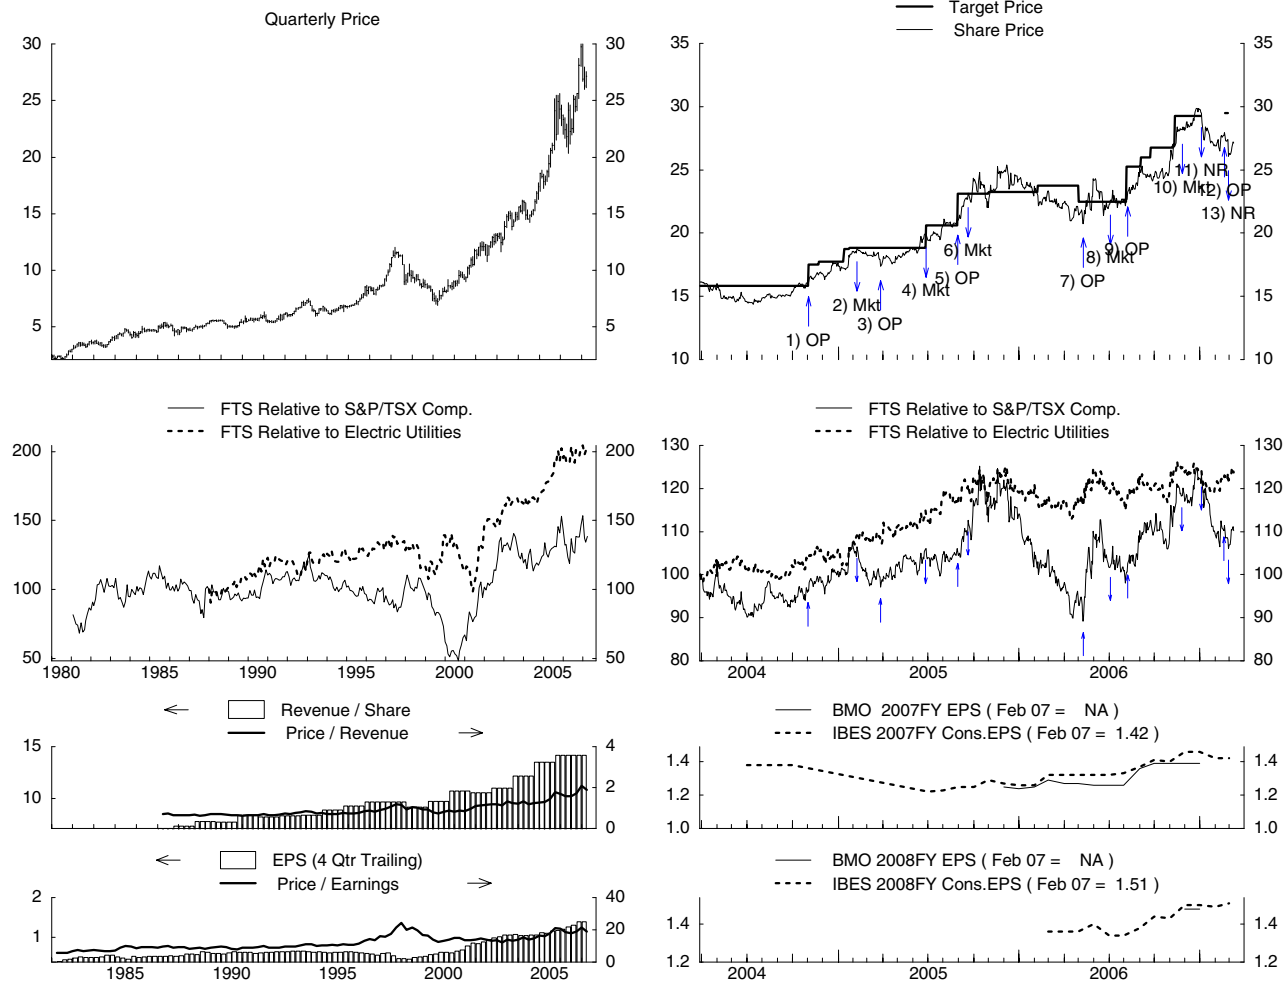 Quarterly Price
30 30
25 25
20 20
15 15
10 10
5 5
Target Price
Share Price
35 35
30 30
25 25
20 20
15 15
10 10
1) OP
2) Mkt
3) OP
4) Mkt
5) OP
6) Mkt
7) OP
8) Mkt
9) OP
10) Mkt
11) NR
12) OP
13) NR
FTS Relative to S&P/TSX Comp.
FTS Relative to Electric Utilities
200 200
150 150
100 100
50 50
1980 1985 1990 1995 2000 2005
FTS Relative to S&P/TSX Comp.
FTS Relative to Electric Utilities
130 130
120 120
110 110
100 100
90 90
80 80
2004 2005 2006
Revenue / Share
Price / Revenue
15 4
10 2
0
BMO 2007FY EPS ( Feb 07 = NA )
IBES 2007FY Cons.EPS ( Feb 07 = 1.42 )
1.4 1.4
1.2 1.2
1.0 1.0
EPS (4 Qtr Trailing)
Price / Earnings
2 40
1 20
0
1985 1990 1995 2000 2005
BMO 2008FY EPS ( Feb 07 = NA )
IBES 2008FY Cons.EPS ( Feb 07 = 1.51 )
1.4 1.4
1.2 1.2
2004 2005 2006